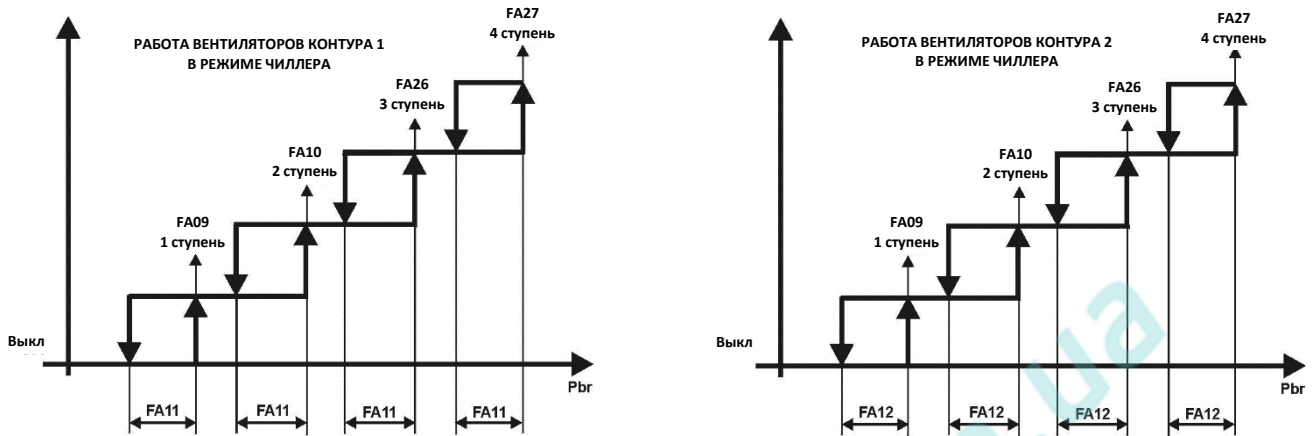 РАБОТА ВЕНТИЛЯТОРОВ КОНТУРА 1
В РЕЖИМЕ ЧИЛЛЕРА
FA27
4 ступень
FA26
3 ступень
FA10
2 ступень
FA09
1 ступень
Выкл
Pbr
FA11
FA11
FA11
FA11
РАБОТА ВЕНТИЛЯТОРОВ КОНТУРА 2
В РЕЖИМЕ ЧИЛЛЕРА
FA27
4 ступень
FA26
3 ступень
FA10
2 ступень
FA09
1 ступень
Выкл
Pbr
FA12
FA12
FA12
FA12
ua